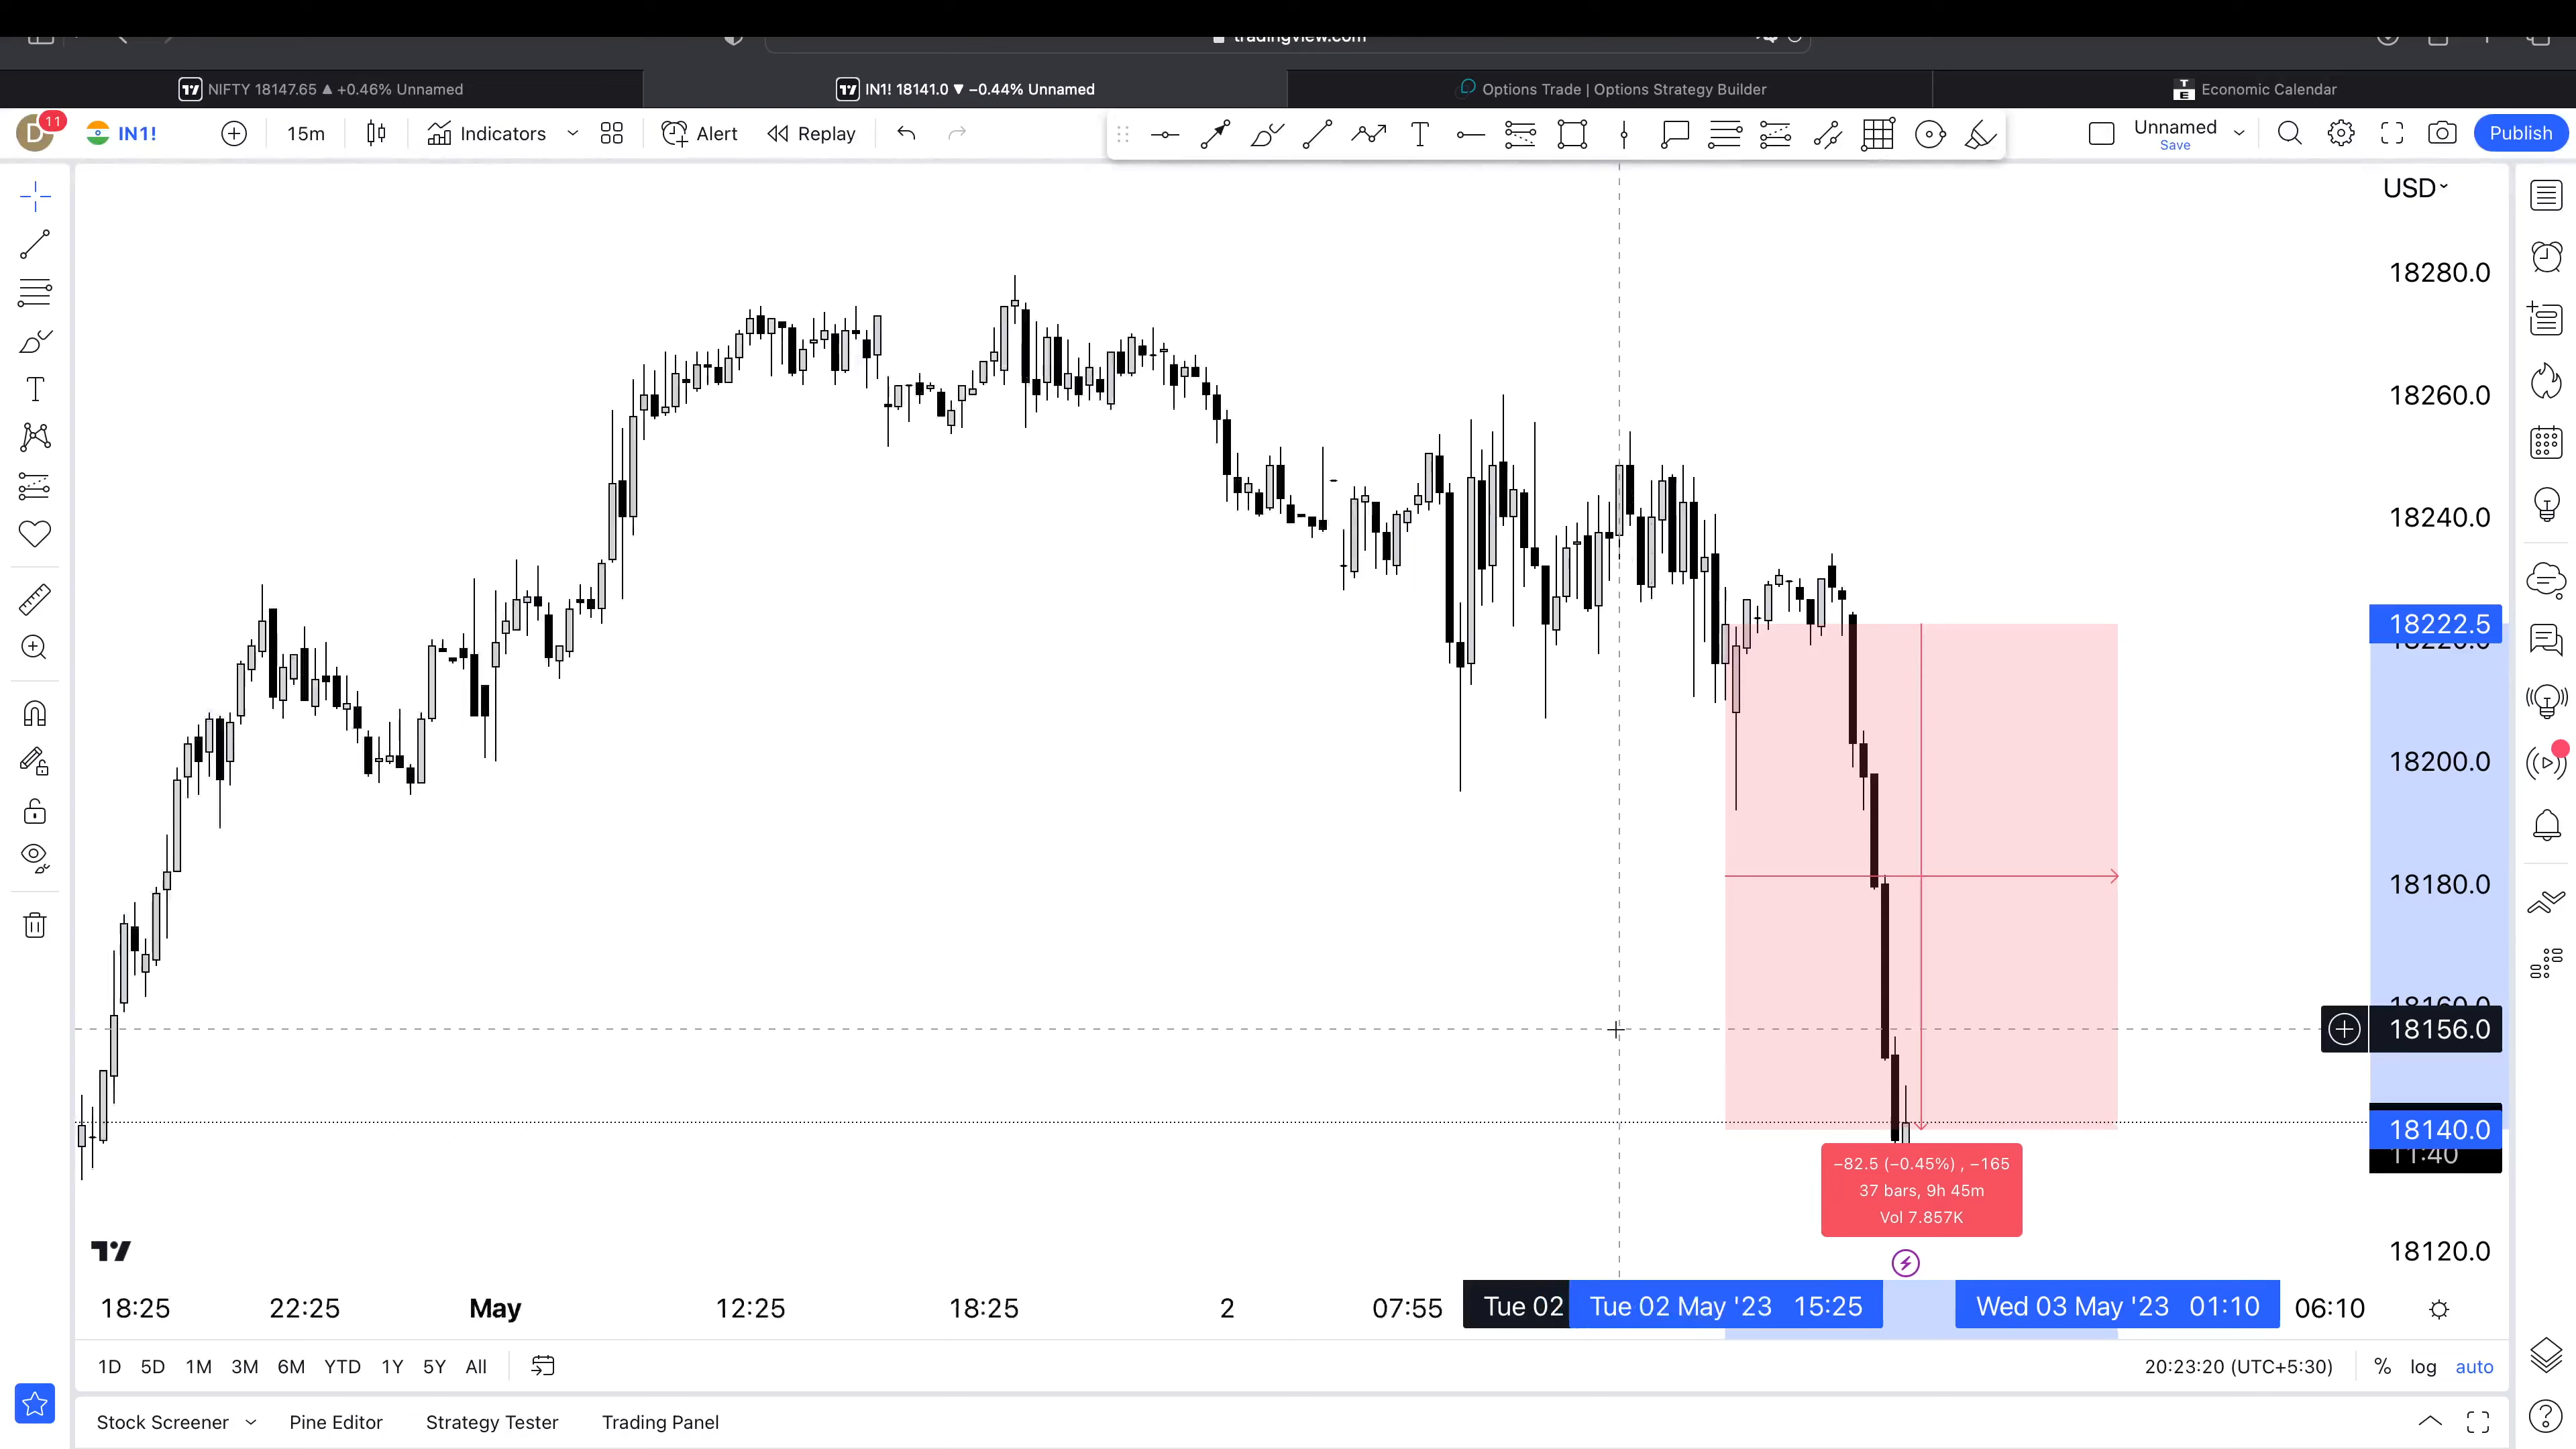 tradingview.com
NIFTY 18147.65 ▲ +0.46% Unnamed
IN1! 18141.0 ▼ −0.44% Unnamed
Options Trade | Options Strategy Builder
Economic Calendar
D
11
IN1!
15m
Indicators
Alert
Replay
Unnamed
Save
Publish
USD
18280.0
18260.0
18240.0
18222.5
18220.0
18200.0
18180.0
18160.0
18156.0
18140.0
11:40
18120.0
−82.5 (−0.45%) , −165
37 bars, 9h 45m
Vol 7.857K
18:25
22:25
May
12:25
18:25
2
07:55
Tue 02
Tue 02 May '23 15:25
Wed 03 May '23 01:10
06:10
1D 5D 1M 3M 6M YTD 1Y 5Y All
20:23:20 (UTC+5:30)
%
log
auto
Stock Screener
Pine Editor
Strategy Tester
Trading Panel